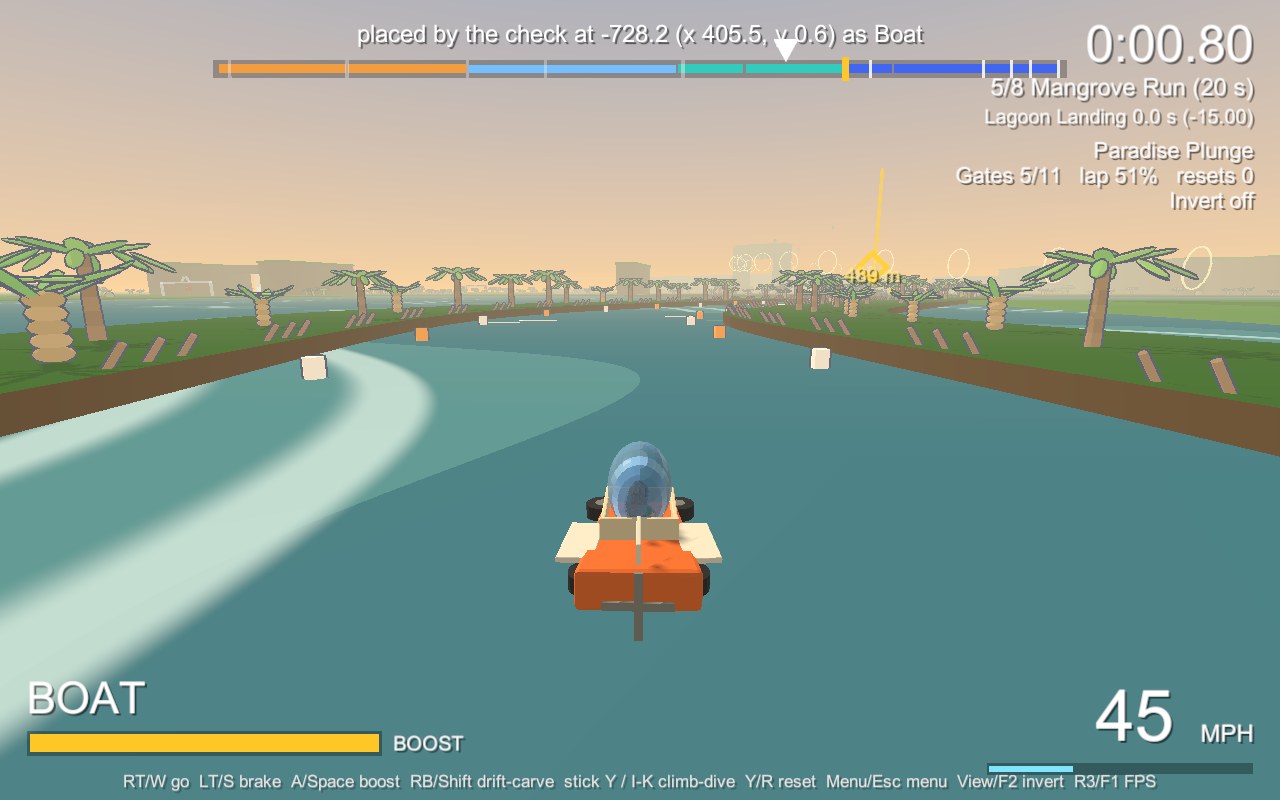 placed by the check at -728.2 (x 405.5, y 0.6) as Boat
0:00.80
5/8 Mangrove Run (20 s)
Lagoon Landing 0.0 s (-15.00)
Paradise Plunge
Gates 5/11 lap 51% resets 0
Invert off
489 m
BOAT
BOOST
45 MPH
RT/W go LT/S brake A/Space boost RB/Shift drift-carve stick Y / I-K climb-dive Y/R reset Menu/Esc menu View/F2 invert R3/F1 FPS